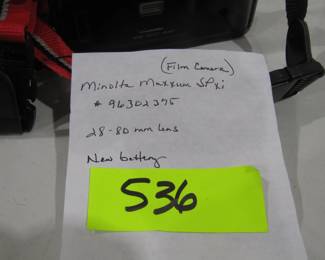 (Film Camera)
Minolta Maxxum SPxi
# 96302375
28-80 mm lens
New battery
536